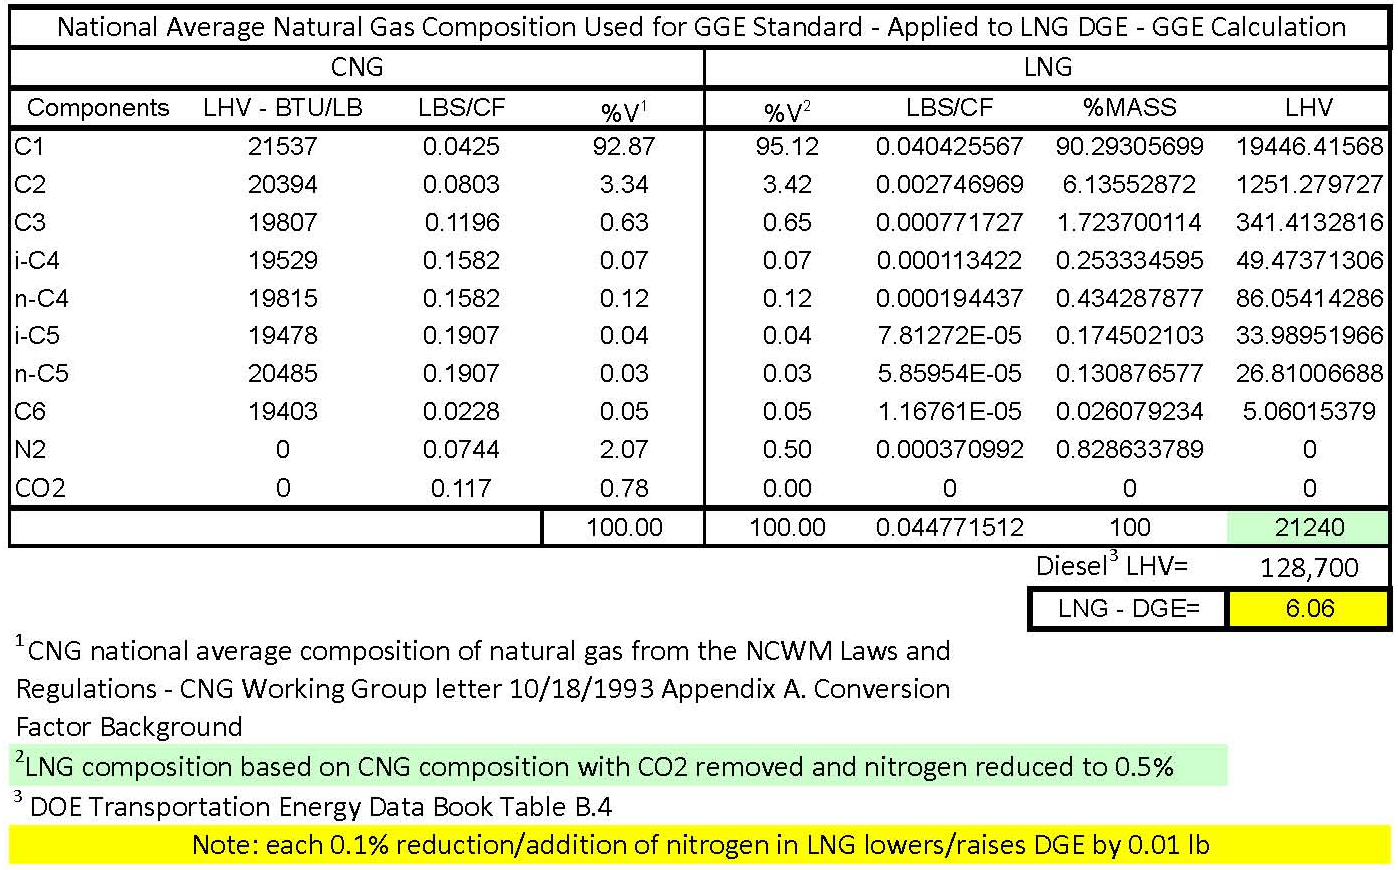 National Average Natural Gas Composition Used for GGE Standard - Applied to LNG DGE - GGE Calculation
CNG LNG
Components LHV - BTU/LB LBS/CF %V¹ %V² LBS/CF %MASS LHV
C1 21537 0.0425 92.87 95.12 0.040425567 90.29305699 19446.41568
C2 20394 0.0803 3.34 3.42 0.002746969 6.13552872 1251.279727
C3 19807 0.1196 0.63 0.65 0.000771727 1.723700114 341.4132816
i-C4 19529 0.1582 0.07 0.07 0.000113422 0.253334595 49.47371306
n-C4 19815 0.1582 0.12 0.12 0.000194437 0.434287877 86.05414286
i-C5 19478 0.1907 0.04 0.04 7.81272E-05 0.174502103 33.98951966
n-C5 20485 0.1907 0.03 0.03 5.85954E-05 0.130876577 26.81006688
C6 19403 0.0228 0.05 0.05 1.16761E-05 0.026079234 5.06015379
N2 0 0.0744 2.07 0.50 0.000370992 0.828633789 0
CO2 0 0.117 0.78 0.00 0 0 0
100.00 100.00 0.044771512 100 21240
Diesel³ LHV= 128,700
LNG - DGE= 6.06
¹ CNG national average composition of natural gas from the NCWM Laws and
Regulations - CNG Working Group letter 10/18/1993 Appendix A. Conversion
Factor Background
²LNG composition based on CNG composition with CO2 removed and nitrogen reduced to 0.5%
³ DOE Transportation Energy Data Book Table B.4
Note: each 0.1% reduction/addition of nitrogen in LNG lowers/raises DGE by 0.01 lb